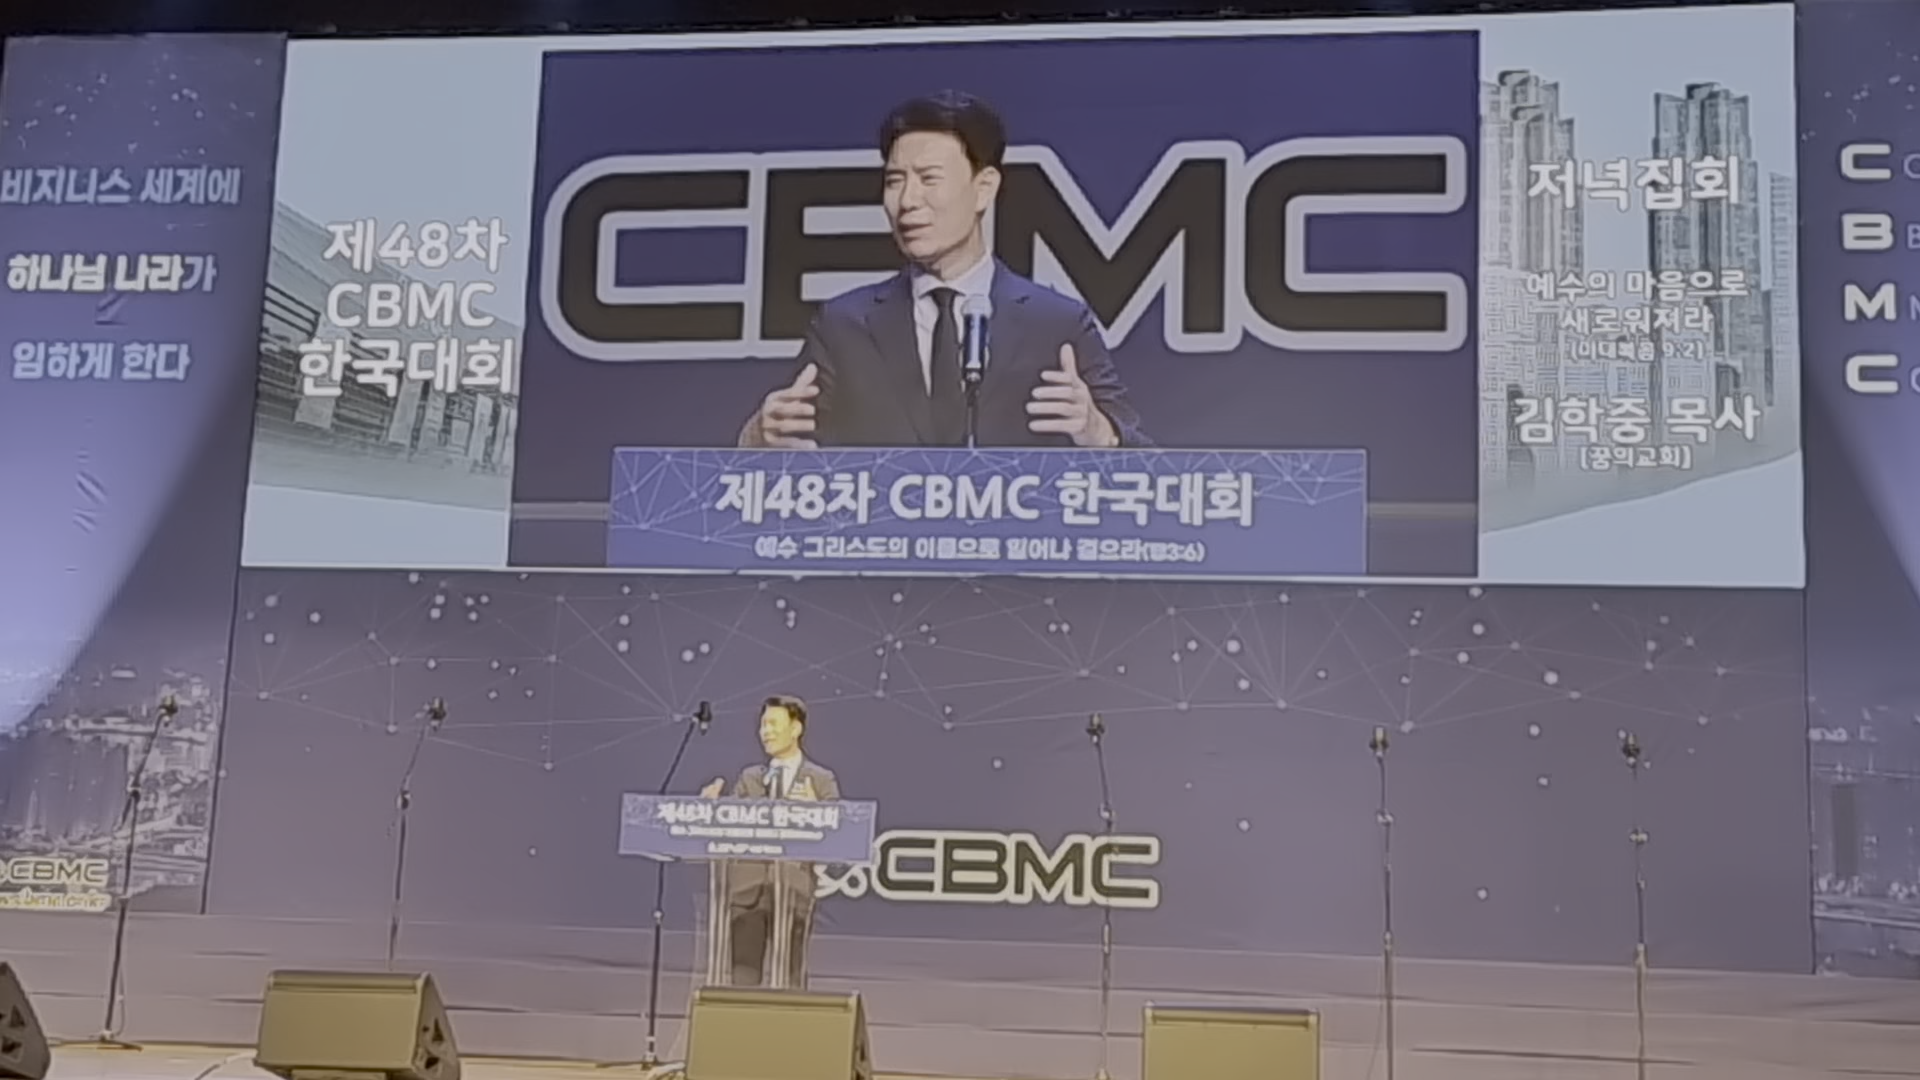 비지니스 세계에
하나님 나라가
임하게 한다
제48차
CBMC
한국대회
CBMC
저녁집회
예수의 마음으로
새로워져라
김학중 목사
[꿈의교회]
제48차 CBMC 한국대회
예수 그리스도의 이름으로 일어나 걸으라(행3:6)
C
B
M
C
제48차 CBMC 한국대회
CBMC
CBMC